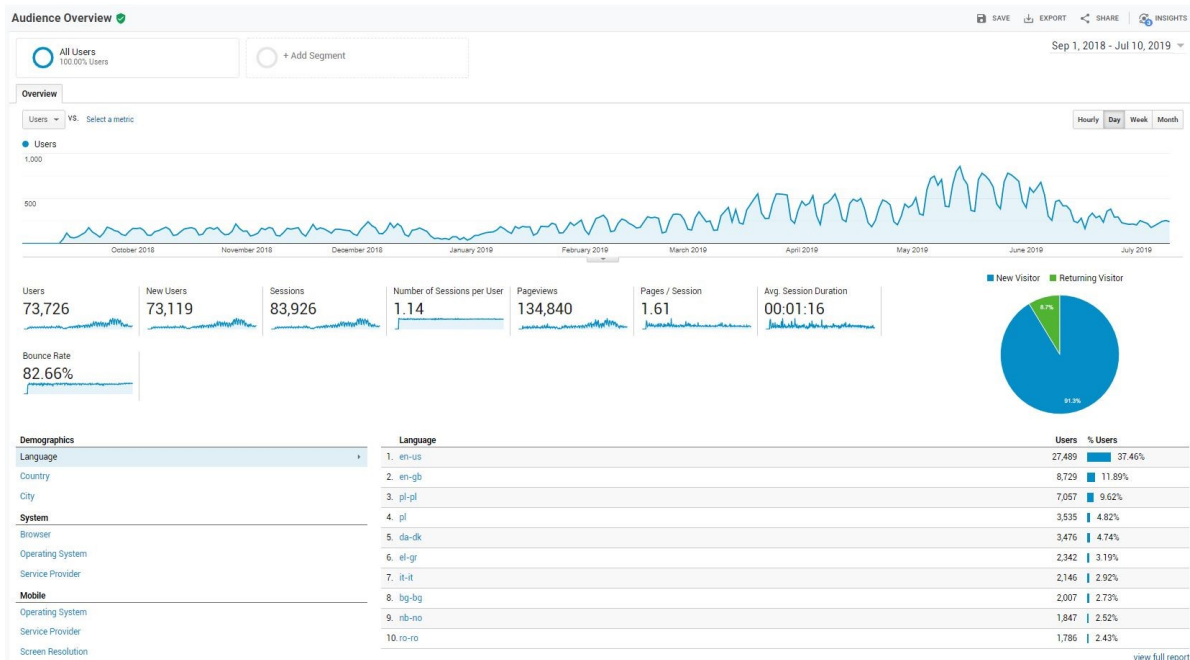 Audience Overview
SAVE EXPORT SHARE 3 INSIGHTS
All Users
100.00% Users
+ Add Segment
Sep 1, 2018 - Jul 10, 2019
Overview
Users VS. Select a metric
Hourly Day Week Month
Users
1,000
500
October 2018 November 2018 December 2018 January 2019 February 2019 March 2019 April 2019 May 2019 June 2019 July 2019
New Visitor Returning Visitor
Users
73,726
New Users
73,119
Sessions
83,926
Number of Sessions per User
1.14
Pageviews
134,840
Pages / Session
1.61
Avg. Session Duration
00:01:16
Bounce Rate
82.66%
8.7%
91.3%
Demographics
Language
Country
City
System
Browser
Operating System
Service Provider
Mobile
Operating System
Service Provider
Screen Resolution
Language Users % Users
1. en-us 27,489 37.46%
2. en-gb 8,729 11.89%
3. pl-pl 7,057 9.62%
4. pl 3,535 4.82%
5. da-dk 3,476 4.74%
6. el-gr 2,342 3.19%
7. it-it 2,146 2.92%
8. bg-bg 2,007 2.73%
9. nb-no 1,847 2.52%
10. ro-ro 1,786 2.43%
view full report